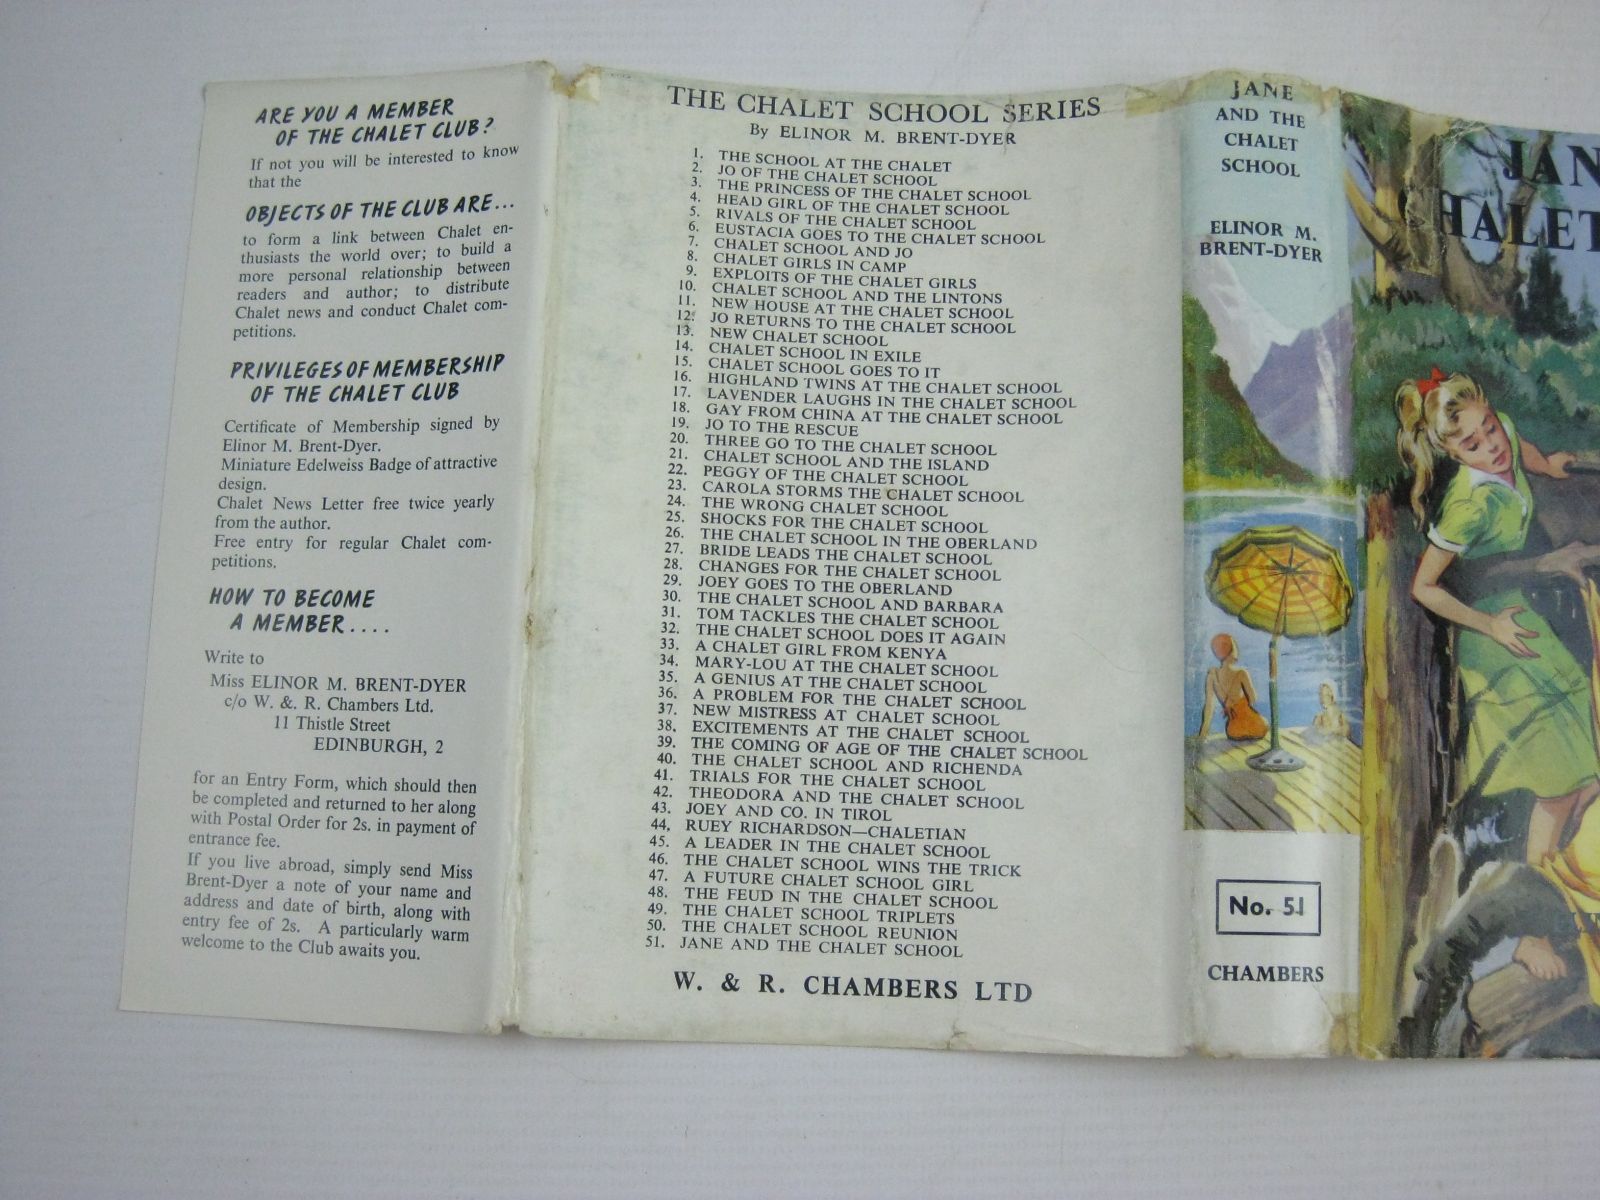 ARE YOU A MEMBER
OF THE CHALET CLUB?
If not you will be interested to know
that the
OBJECTS OF THE CLUB ARE...
to form a link between Chalet en-
thusiasts the world over; to build a
more personal relationship between
readers and author; to distribute
Chalet news and conduct Chalet com-
petitions.
PRIVILEGES OF MEMBERSHIP
OF THE CHALET CLUB
Certificate of Membership signed by
Elinor M. Brent-Dyer.
Miniature Edelweiss Badge of attractive
design.
Chalet News Letter free twice yearly
from the author.
Free entry for regular Chalet com-
petitions.
HOW TO BECOME
A MEMBER....
Write to
Miss ELINOR M. BRENT-DYER
c/o W. & R. Chambers Ltd.
11 Thistle Street
EDINBURGH, 2
for an Entry Form, which should then
be completed and returned to her along
with Postal Order for 2s. in payment of
entrance fee.
If you live abroad, simply send Miss
Brent-Dyer a note of your name and
address and date of birth, along with
entry fee of 2s. A particularly warm
welcome to the Club awaits you.
THE CHALET SCHOOL SERIES
By ELINOR M. BRENT-DYER
1. THE SCHOOL AT THE CHALET
2. JO OF THE CHALET SCHOOL
3. THE PRINCESS OF THE CHALET SCHOOL
4. HEAD GIRL OF THE CHALET SCHOOL
5. RIVALS OF THE CHALET SCHOOL
6. EUSTACIA GOES TO THE CHALET SCHOOL
7. CHALET SCHOOL AND JO
8. CHALET GIRLS IN CAMP
9. EXPLOITS OF THE CHALET GIRLS
10. CHALET SCHOOL AND THE LINTONS
11. NEW HOUSE AT THE CHALET SCHOOL
12. JO RETURNS TO THE CHALET SCHOOL
13. NEW CHALET SCHOOL
14. CHALET SCHOOL IN EXILE
15. CHALET SCHOOL GOES TO IT
16. HIGHLAND TWINS AT THE CHALET SCHOOL
17. LAVENDER LAUGHS IN THE CHALET SCHOOL
18. GAY FROM CHINA AT THE CHALET SCHOOL
19. JO TO THE RESCUE
20. THREE GO TO THE CHALET SCHOOL
21. CHALET SCHOOL AND THE ISLAND
22. PEGGY OF THE CHALET SCHOOL
23. CAROLA STORMS THE CHALET SCHOOL
24. THE WRONG CHALET SCHOOL
25. SHOCKS FOR THE CHALET SCHOOL
26. THE CHALET SCHOOL IN THE OBERLAND
27. BRIDE LEADS THE CHALET SCHOOL
28. CHANGES FOR THE CHALET SCHOOL
29. JOEY GOES TO THE OBERLAND
30. THE CHALET SCHOOL AND BARBARA
31. TOM TACKLES THE CHALET SCHOOL
32. THE CHALET SCHOOL DOES IT AGAIN
33. A CHALET GIRL FROM KENYA
34. MARY-LOU AT THE CHALET SCHOOL
35. A GENIUS AT THE CHALET SCHOOL
36. A PROBLEM FOR THE CHALET SCHOOL
37. NEW MISTRESS AT CHALET SCHOOL
38. EXCITEMENTS AT THE CHALET SCHOOL
39. THE COMING OF AGE OF THE CHALET SCHOOL
40. THE CHALET SCHOOL AND RICHENDA
41. TRIALS FOR THE CHALET SCHOOL
42. THEODORA AND THE CHALET SCHOOL
43. JOEY AND CO. IN TIROL
44. RUEY RICHARDSON—CHALETIAN
45. A LEADER IN THE CHALET SCHOOL
46. THE CHALET SCHOOL WINS THE TRICK
47. A FUTURE CHALET SCHOOL GIRL
48. THE FEUD IN THE CHALET SCHOOL
49. THE CHALET SCHOOL TRIPLETS
50. THE CHALET SCHOOL REUNION
51. JANE AND THE CHALET SCHOOL
W. & R. CHAMBERS LTD
JANE
AND THE
CHALET
SCHOOL
ELINOR M.
BRENT-DYER
No. 51
CHAMBERS
JAN
CHALET